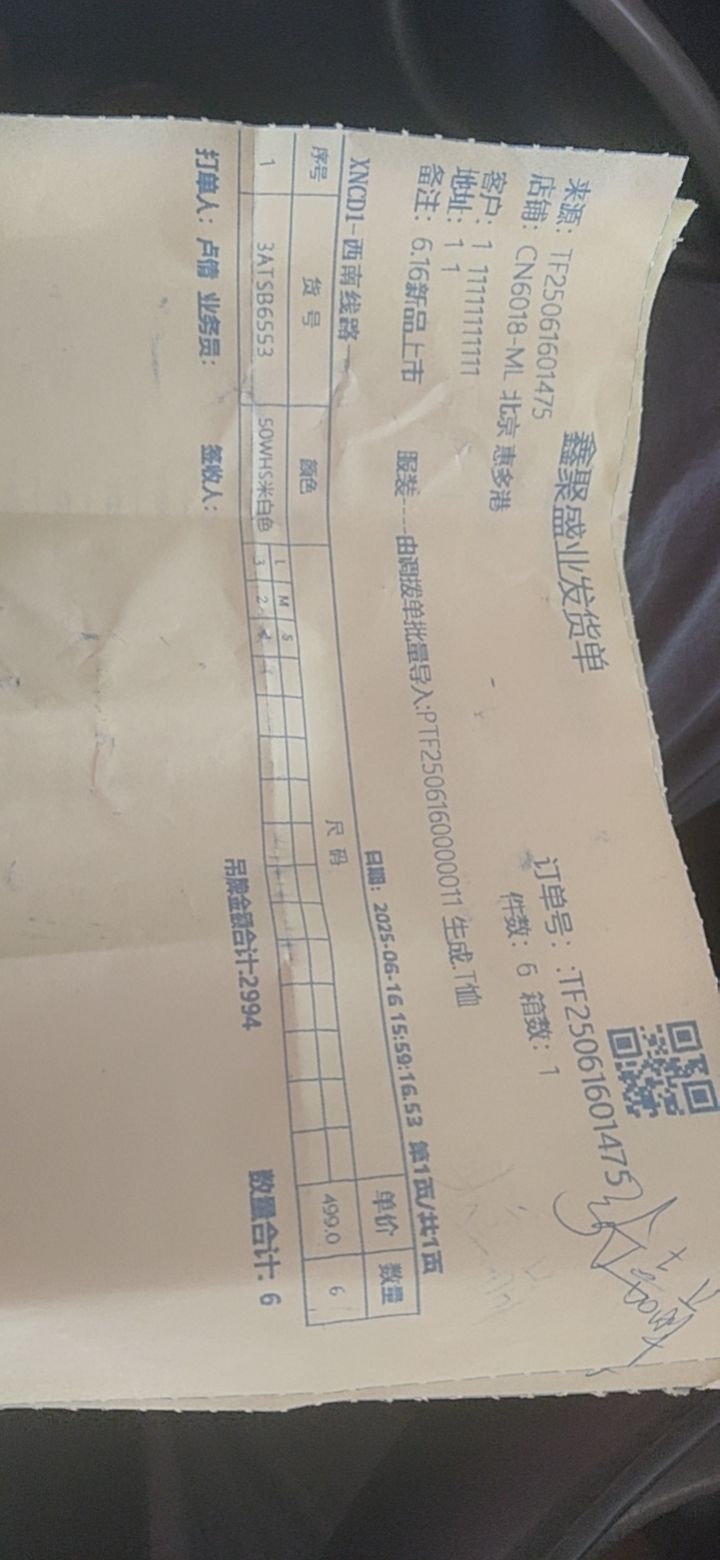 鑫聚盛业发货单
来源: TF25061601475 订单号: :TF25061601475
店铺: CN6018-ML 北京 惠多港 件数: 6 箱数: 1
客户: 1 11111111111
地址: 1 1
备注: 6.16新品上市 服装----由调拨单批量导入:PTF2506160000011 生成.T恤
XNCD1-西南线路 日期: 2025-06-16 15:59:16.53 第1页/共1页
序号 货号 颜色 尺码 单价 数量
L M S
1 3ATSB6553 50WHS米白色 3 2 499.0 6
打单人: 卢倩 业务员: 签收人: 吊牌金额合计:2994 数量合计: 6